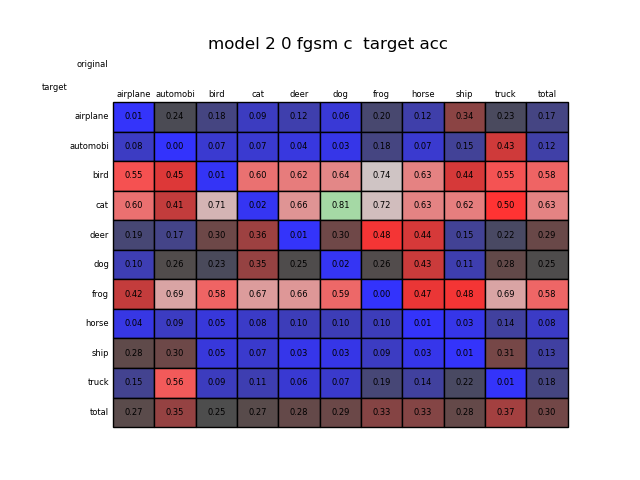 model 2 0 fgsm c  target acc
original
target
airplane automobi bird cat deer dog frog horse ship truck total
airplane 0.01 0.24 0.18 0.09 0.12 0.06 0.20 0.12 0.34 0.23 0.17
automobi 0.08 0.00 0.07 0.07 0.04 0.03 0.18 0.07 0.15 0.43 0.12
bird 0.55 0.45 0.01 0.60 0.62 0.64 0.74 0.63 0.44 0.55 0.58
cat 0.60 0.41 0.71 0.02 0.66 0.81 0.72 0.63 0.62 0.50 0.63
deer 0.19 0.17 0.30 0.36 0.01 0.30 0.48 0.44 0.15 0.22 0.29
dog 0.10 0.26 0.23 0.35 0.25 0.02 0.26 0.43 0.11 0.28 0.25
frog 0.42 0.69 0.58 0.67 0.66 0.59 0.00 0.47 0.48 0.69 0.58
horse 0.04 0.09 0.05 0.08 0.10 0.10 0.10 0.01 0.03 0.14 0.08
ship 0.28 0.30 0.05 0.07 0.03 0.03 0.09 0.03 0.01 0.31 0.13
truck 0.15 0.56 0.09 0.11 0.06 0.07 0.19 0.14 0.22 0.01 0.18
total 0.27 0.35 0.25 0.27 0.28 0.29 0.33 0.33 0.28 0.37 0.30